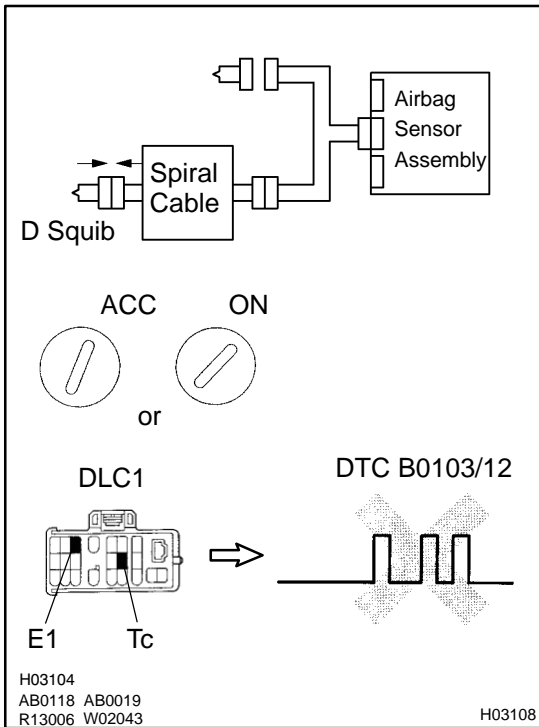 Airbag
Sensor
Assembly
Spiral
Cable
D Squib
ACC ON
or
DLC1
DTC B0103/12
E1 Tc
H03104
AB0118 AB0019
R13006 W02043
H03108